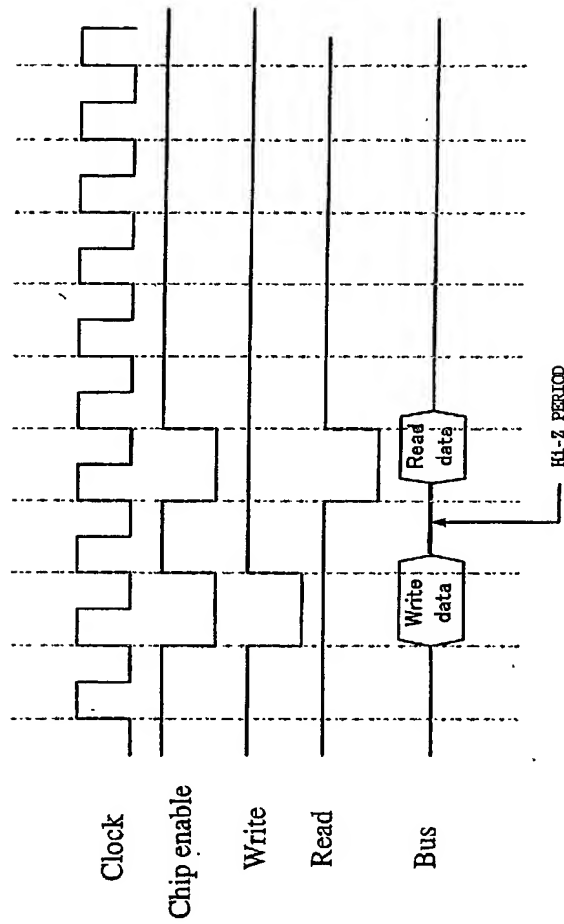 Clock
Chip enable
Write
Read
Bus
Write
data
Read
data
Hi-Z PERIOD